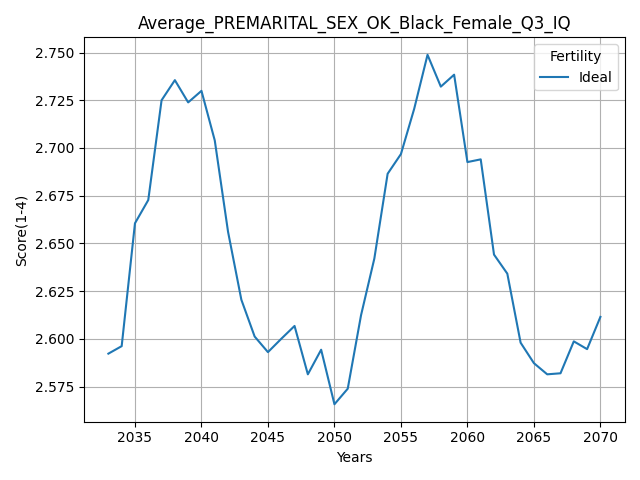 Average_PREMARITAL_SEX_OK_Black_Female_Q3_IQ
Fertility
Ideal
Score(1-4)
2.750
2.725
2.700
2.675
2.650
2.625
2.600
2.575
2035 2040 2045 2050 2055 2060 2065 2070
Years